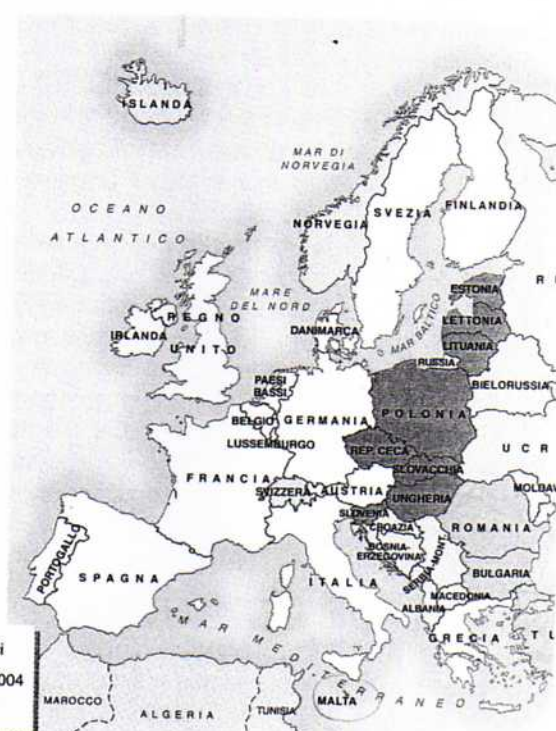 ISLANDA
MAR DI
NORVEGIA
OCEANO
ATLANTICO
NORVEGIA
SVEZIA
FINLANDIA
MARE
DEL NORD
REGNO
UNITO
IRLANDA
DANIMARCA
MAR BALTICO
ESTONIA
LETTONIA
LITUANIA
RUSSIA
BIELORUSSIA
PAESI
BASSI
BELGIO
LUSSEMBURGO
GERMANIA
POLONIA
REP. CECA
SLOVACCHIA
UCR
FRANCIA
SVIZZERA
AUSTRIA
UNGHERIA
MOLDAV
SLOVENIA
CROAZIA
ROMANIA
BOSNIA-
ERZEGOVINA
SERBIA-MONT.
BULGARIA
PORTOGALLO
SPAGNA
ITALIA
MACEDONIA
ALBANIA
GRECIA
T
MAR MEDITERRANEO
i
004
MAROCCO
ALGERIA
TUNISIA
MALTA